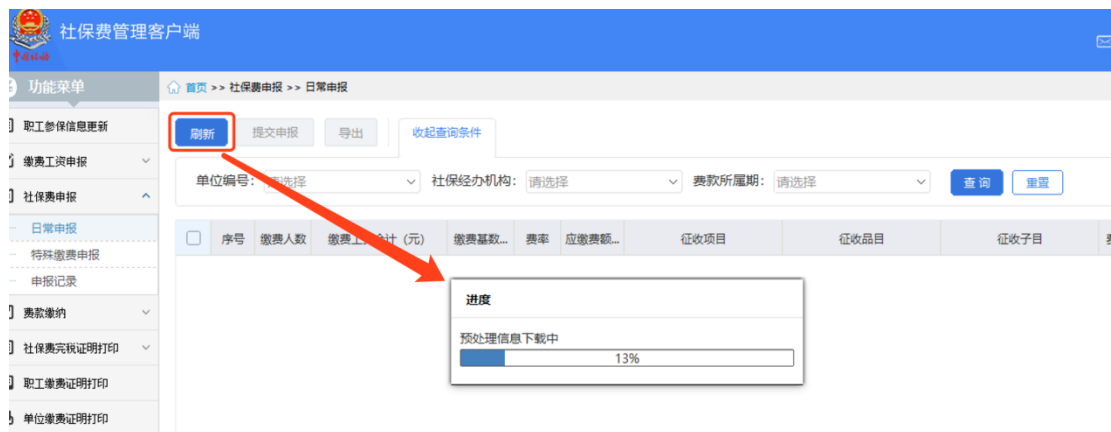 社保费管理客户端
功能菜单
首页 >> 社保费申报 >> 日常申报
职工参保信息更新
刷新 提交申报 导出 收起查询条件
缴费工资申报
单位编号: 请选择 社保经办机构: 请选择 费款所属期: 请选择 查询 重置
社保费申报
日常申报
序号 缴费人数 缴费工资合计 (元) 缴费基数... 费率 应缴费额... 征收项目 征收品目 征收子目
特殊缴费申报
申报记录
进度
费款缴纳
预处理信息下载中
13%
社保费完税证明打印
职工缴费证明打印
单位缴费证明打印